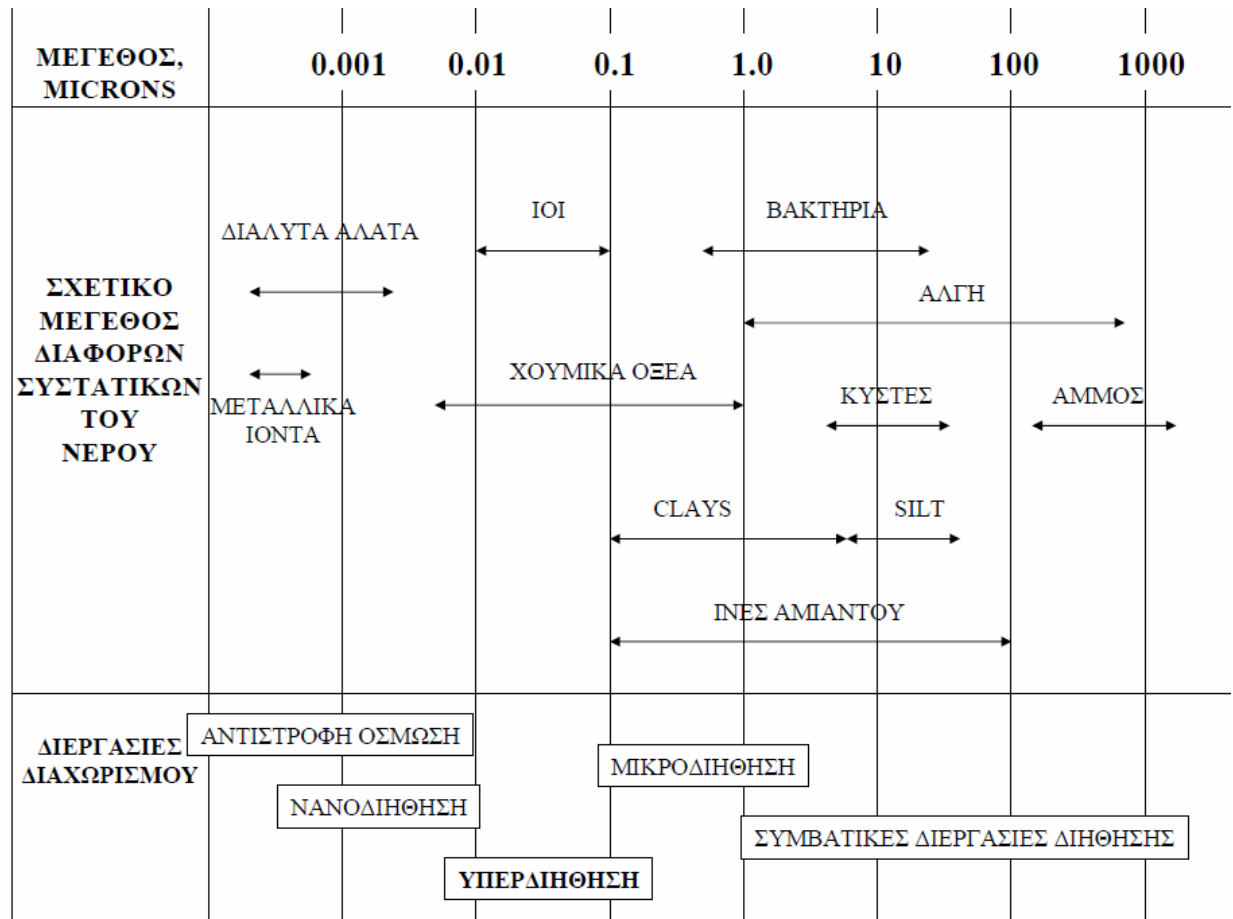 ΜΕΓΕΘΟΣ,
MICRONS
0.001 0.01 0.1 1.0 10 100 1000
ΣΧΕΤΙΚΟ
ΜΕΓΕΘΟΣ
ΔΙΑΦΟΡΩΝ
ΣΥΣΤΑΤΙΚΩΝ
ΤΟΥ
ΝΕΡΟΥ
ΙΟΙ
ΒΑΚΤΗΡΙΑ
ΔΙΑΛΥΤΑ ΑΛΑΤΑ
ΑΛΓΗ
ΧΟΥΜΙΚΑ ΟΞΕΑ
ΚΥΣΤΕΣ
ΑΜΜΟΣ
ΜΕΤΑΛΛΙΚΑ
ΙΟΝΤΑ
CLAYS
SILT
ΙΝΕΣ ΑΜΙΑΝΤΟΥ
ΔΙΕΡΓΑΣΙΕΣ
ΔΙΑΧΩΡΙΣΜΟΥ
ΑΝΤΙΣΤΡΟΦΗ ΟΣΜΩΣΗ
ΜΙΚΡΟΔΙΗΘΗΣΗ
ΝΑΝΟΔΙΗΘΗΣΗ
ΣΥΜΒΑΤΙΚΕΣ ΔΙΕΡΓΑΣΙΕΣ ΔΙΗΘΗΣΗΣ
ΥΠΕΡΔΙΗΘΗΣΗ